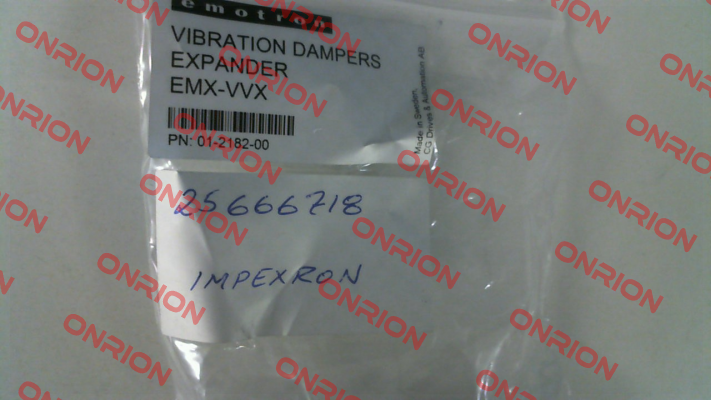 emotron
VIBRATION DAMPERS
EXPANDER
EMX-VVX
PN: 01-2182-00
Made in Sweden,
CG Drives & Automation AB
25666718
IMPEXRON
ONRION